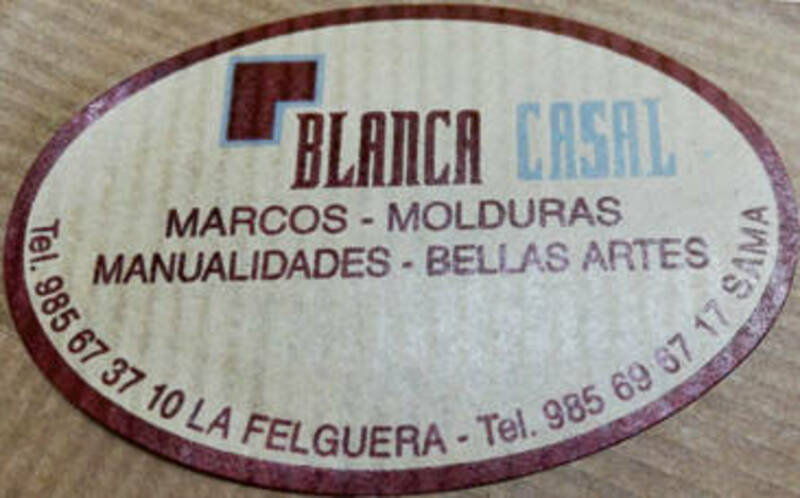 BLANCA CASAL
MARCOS - MOLDURAS
MANUALIDADES - BELLAS ARTES
Tel. 985 67 37 10 LA FELGUERA - Tel. 985 69 67 17 SAMA